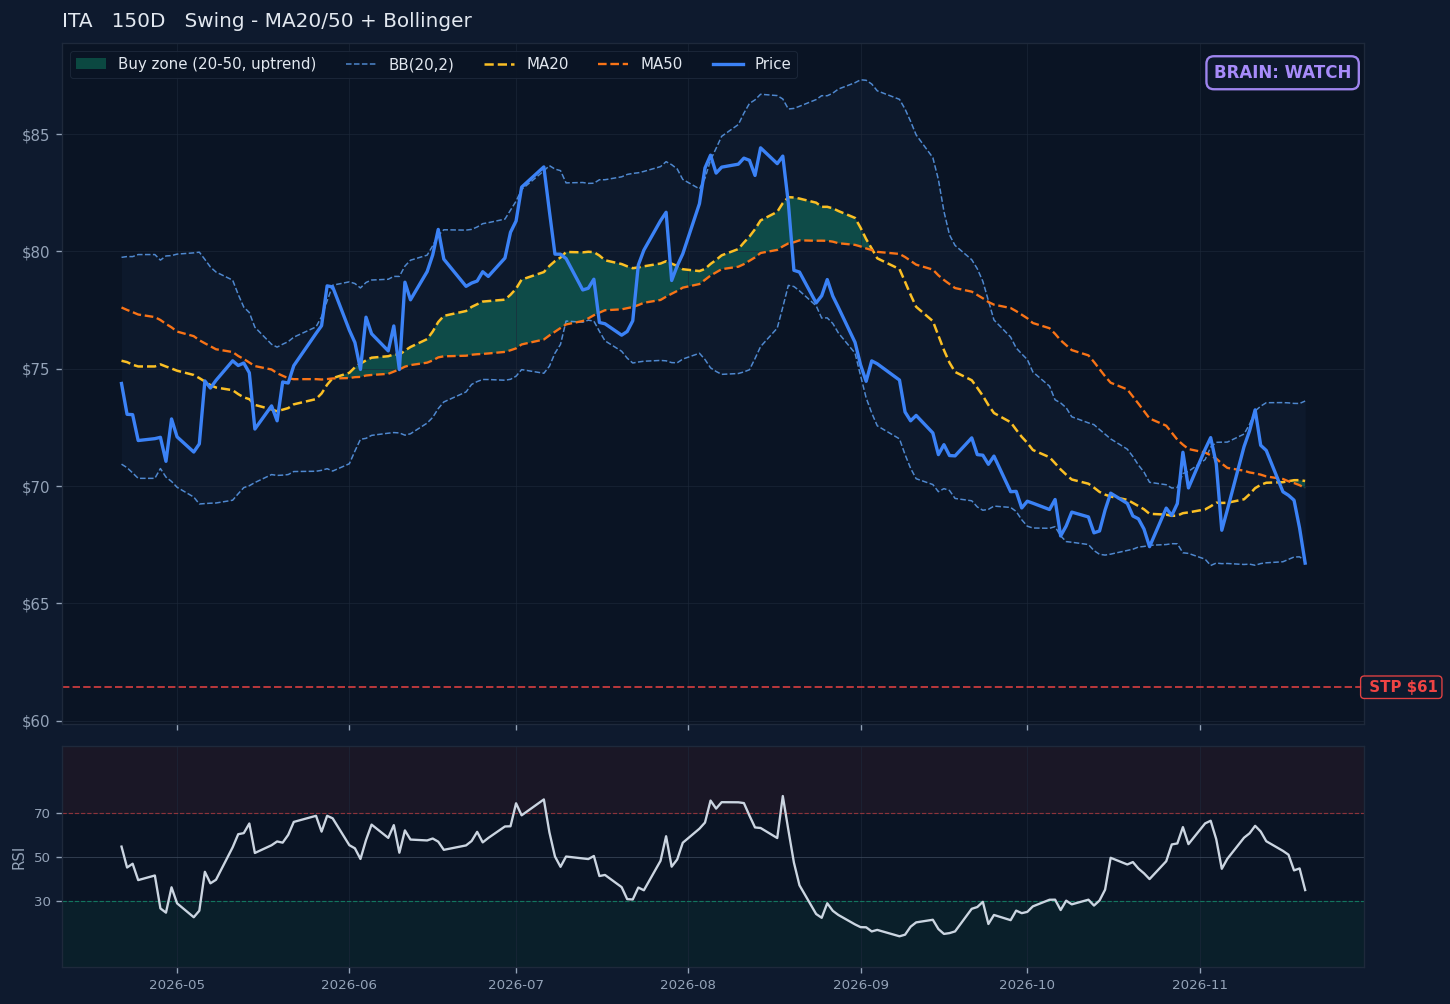 ITA   150D   Swing - MA20/50 + Bollinger
Buy zone (20-50, uptrend)   BB(20,2)   MA20   MA50   Price
BRAIN: WATCH
$85
$80
$75
$70
$65
STP $61
$60
70
50
30
RSI
2026-05   2026-06   2026-07   2026-08   2026-09   2026-10   2026-11